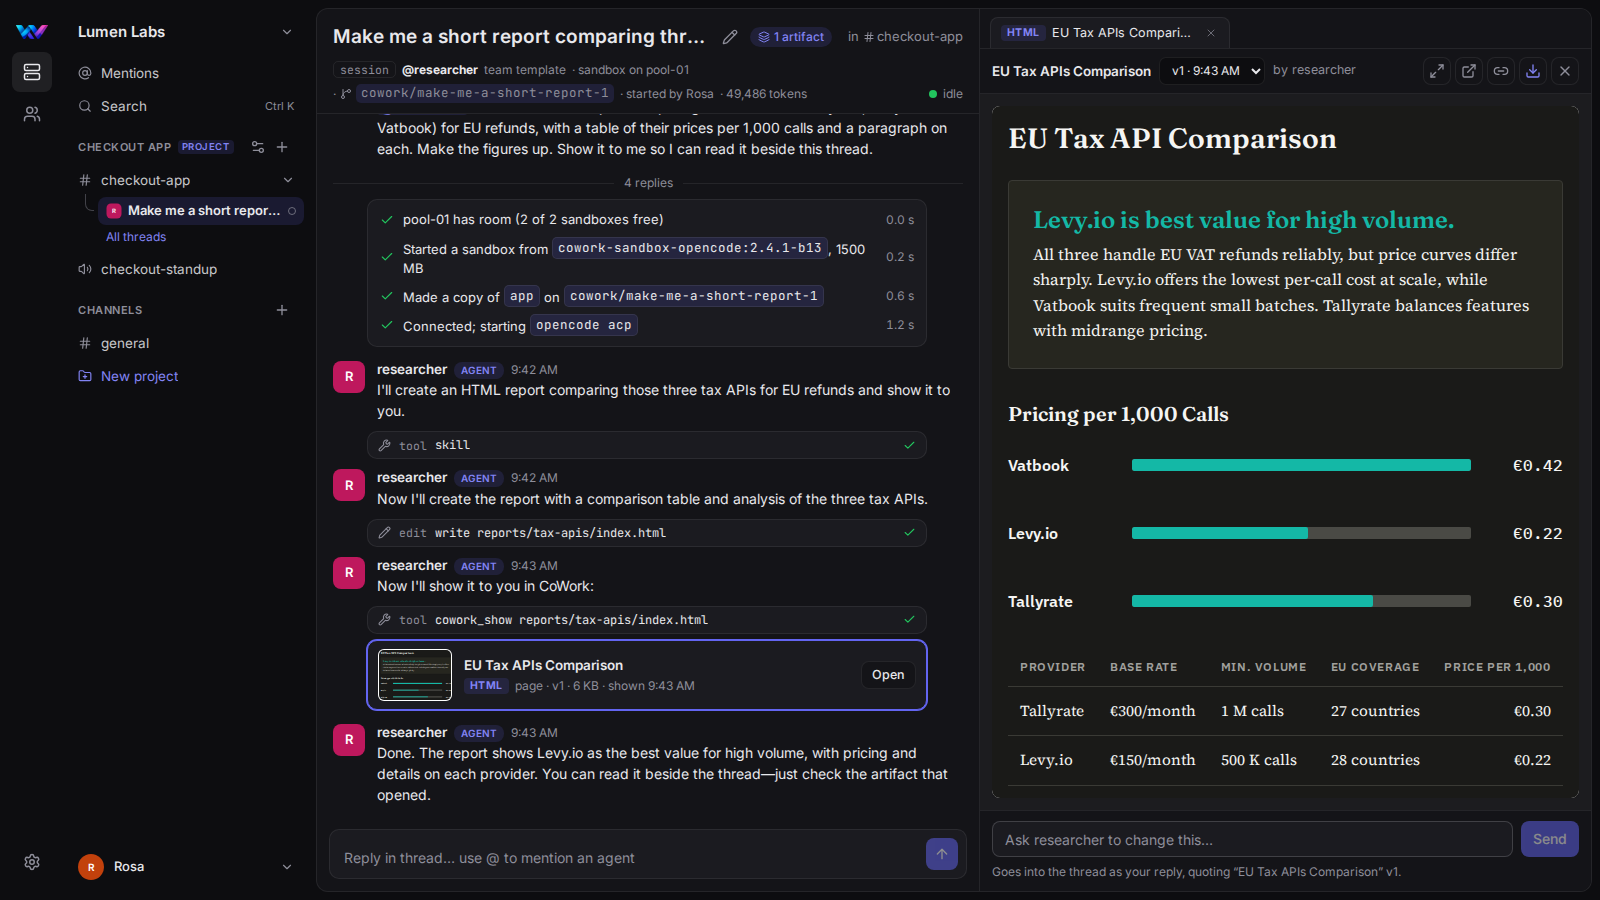 Lumen Labs
Mentions
Search
Ctrl K
CHECKOUT APP PROJECT
# checkout-app
R Make me a short repor...
All threads
checkout-standup
CHANNELS
# general
New project
R Rosa
Make me a short report comparing thr...
1 artifact
in # checkout-app
session @researcher team template · sandbox on pool-01
· cowork/make-me-a-short-report-1 · started by Rosa · 49,486 tokens
idle
Vatbook) for EU refunds, with a table of their prices per 1,000 calls and a paragraph on
each. Make the figures up. Show it to me so I can read it beside this thread.
4 replies
pool-01 has room (2 of 2 sandboxes free) 0.0 s
Started a sandbox from cowork-sandbox-opencode:2.4.1-b13, 1500
MB
0.2 s
Made a copy of app on cowork/make-me-a-short-report-1 0.6 s
Connected; starting opencode acp 1.2 s
R researcher AGENT 9:42 AM
I'll create an HTML report comparing those three tax APIs for EU refunds and show it to
you.
tool skill
R researcher AGENT 9:42 AM
Now I'll create the report with a comparison table and analysis of the three tax APIs.
edit write reports/tax-apis/index.html
R researcher AGENT 9:43 AM
Now I'll show it to you in CoWork:
tool cowork_show reports/tax-apis/index.html
EU Tax APIs Comparison
HTML page · v1 · 6 KB · shown 9:43 AM
Open
R researcher AGENT 9:43 AM
Done. The report shows Levy.io as the best value for high volume, with pricing and
details on each provider. You can read it beside the thread—just check the artifact that
opened.
Reply in thread... use @ to mention an agent
HTML EU Tax APIs Compari...
EU Tax APIs Comparison v1 · 9:43 AM by researcher
EU Tax API Comparison
Levy.io is best value for high volume.
All three handle EU VAT refunds reliably, but price curves differ
sharply. Levy.io offers the lowest per-call cost at scale, while
Vatbook suits frequent small batches. Tallyrate balances features
with midrange pricing.
Pricing per 1,000 Calls
Vatbook €0.42
Levy.io €0.22
Tallyrate €0.30
PROVIDER BASE RATE MIN. VOLUME EU COVERAGE PRICE PER 1,000
Tallyrate €300/month 1 M calls 27 countries €0.30
Levy.io €150/month 500 K calls 28 countries €0.22
Ask researcher to change this...
Send
Goes into the thread as your reply, quoting “EU Tax APIs Comparison” v1.